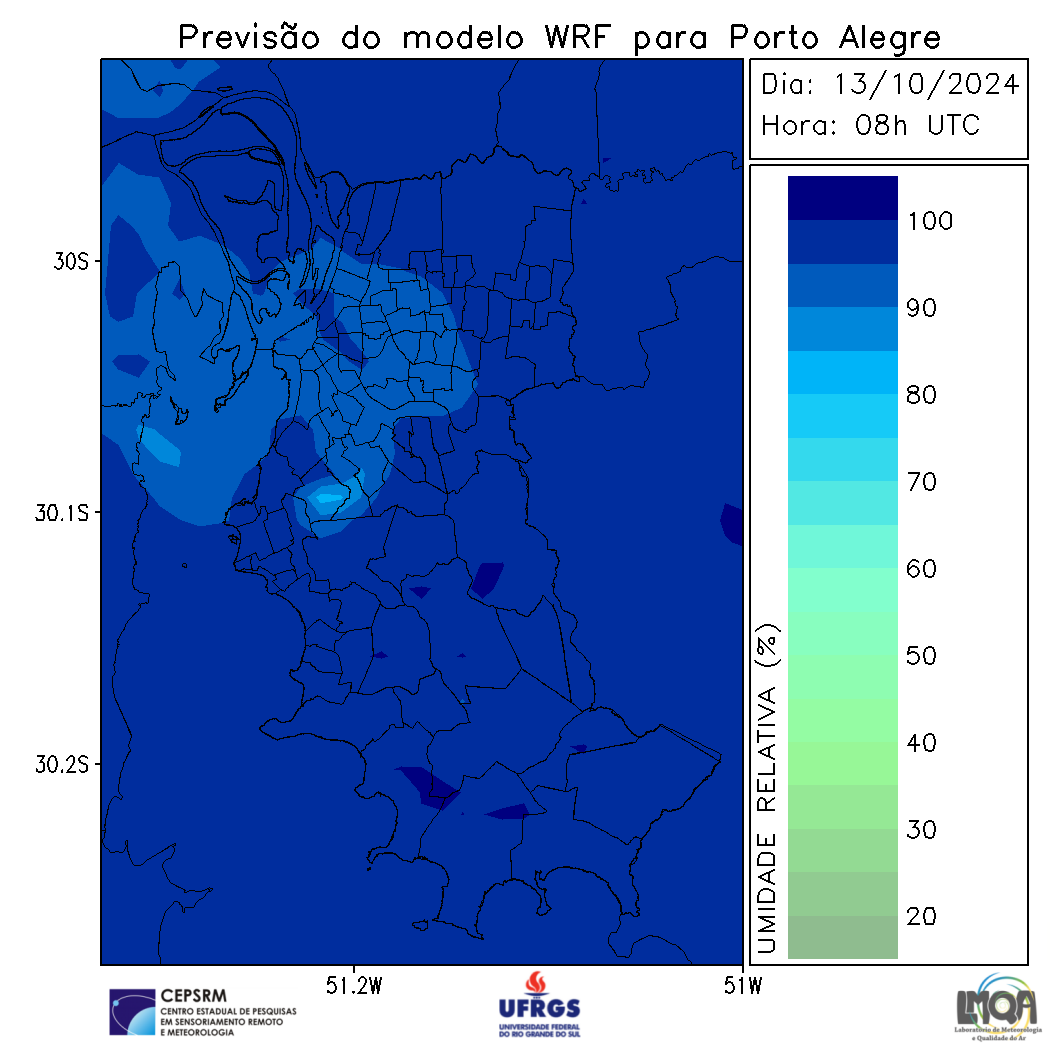 Previsão do modelo WRF para Porto Alegre
Dia: 13/10/2024
Hora: 08h UTC
30S
30.1S
30.2S
51.2W
51W
100
90
80
70
60
50
40
30
20
UMIDADE RELATIVA (%)
CEPSRM
CENTRO ESTADUAL DE PESQUISAS
EM SENSORIAMENTO REMOTO
E METEOROLOGIA
UFRGS
UNIVERSIDADE FEDERAL
DO RIO GRANDE DO SUL
LMQA
Laboratório de Meteorologia
e Qualidade do Ar